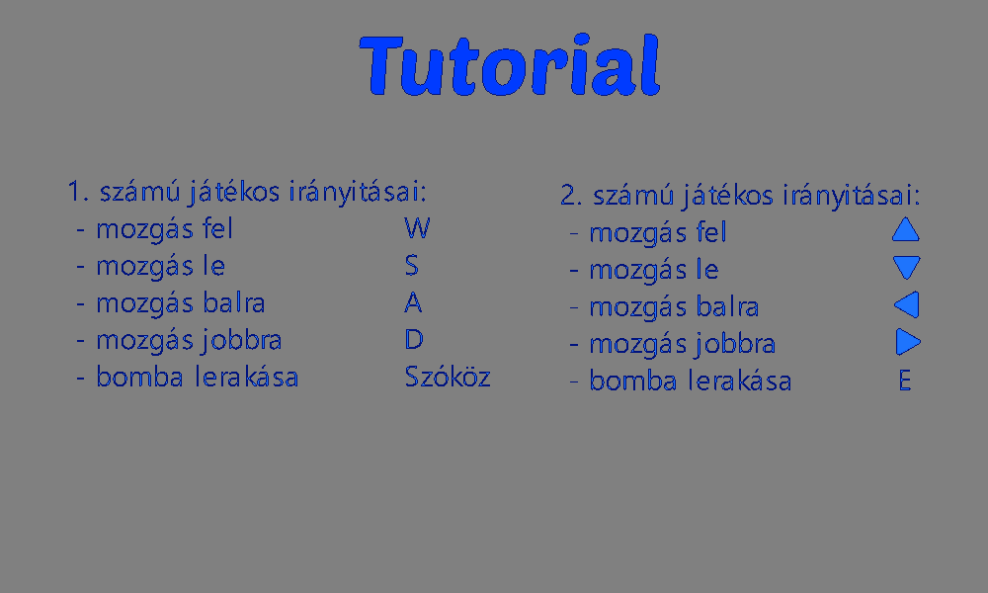 Tutorial
1. számú játékos irányitásai:
- mozgás fel W
- mozgás le S
- mozgás balra A
- mozgás jobbra D
- bomba lerakása Szóköz
2. számú játékos irányitásai:
- mozgás fel
- mozgás le
- mozgás balra
- mozgás jobbra
- bomba lerakása E